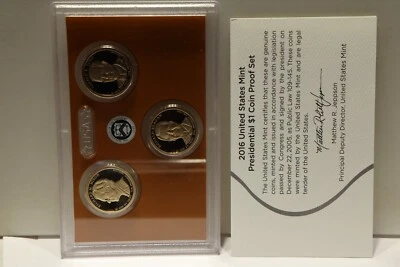 2016 United States Mint
Presidential $1 Coin Proof Set
The United States Mint certifies that these are genuine
coins, minted and issued in accordance with legislation
passed by Congress and signed by the president on
December 22, 2005, as Public Law 109-145. These coins
were minted at the United States Mint and are legal
tender of the United States.
Matthew R. Jeppson
Principal Deputy Director, United States Mint